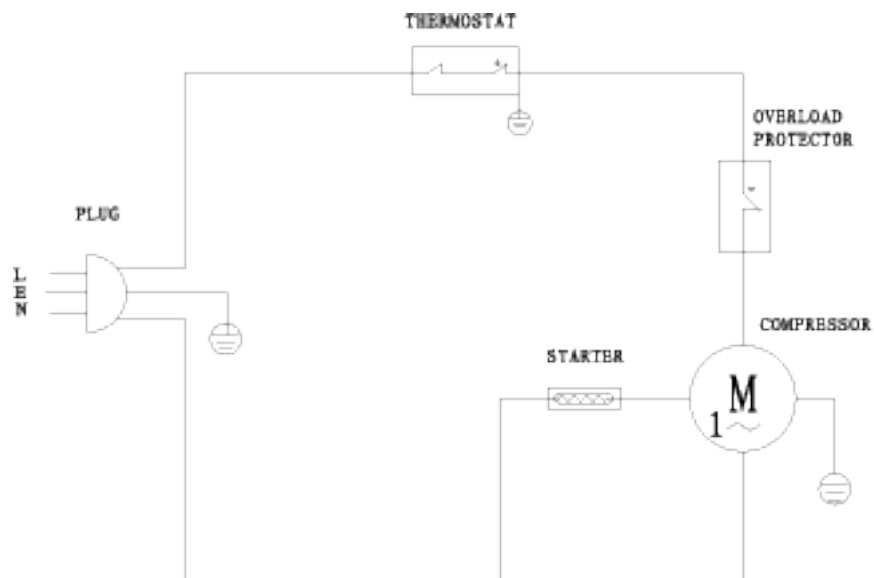 THERMOSTAT
OVERLOAD
PROTECTOR
PLUG
L
E
N
COMPRESSOR
STARTER
M
1